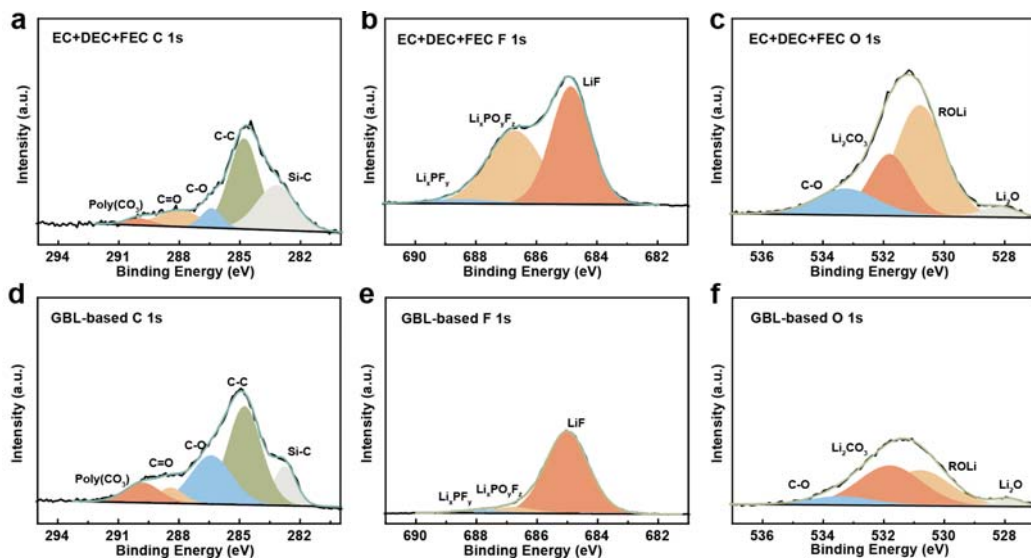 a
EC+DEC+FEC C 1s
Poly(CO₃)
C=O
C-O
C-C
Si-C
Intensity (a.u.)
294 291 288 285 282
Binding Energy (eV)
b
EC+DEC+FEC F 1s
LiₓPFᵧ
LiₓPOᵧF_z
LiF
Intensity (a.u.)
690 688 686 684 682
Binding Energy (eV)
c
EC+DEC+FEC O 1s
C-O
Li₂CO₃
ROLi
Li₂O
Intensity (a.u.)
536 534 532 530 528
Binding Energy (eV)
d
GBL-based C 1s
Poly(CO₃)
C=O
C-O
C-C
Si-C
Intensity (a.u.)
294 291 288 285 282
Binding Energy (eV)
e
GBL-based F 1s
LiₓPFᵧ
LiₓPOᵧF_z
LiF
Intensity (a.u.)
690 688 686 684 682
Binding Energy (eV)
f
GBL-based O 1s
C-O
Li₂CO₃
ROLi
Li₂O
Intensity (a.u.)
536 534 532 530 528
Binding Energy (eV)